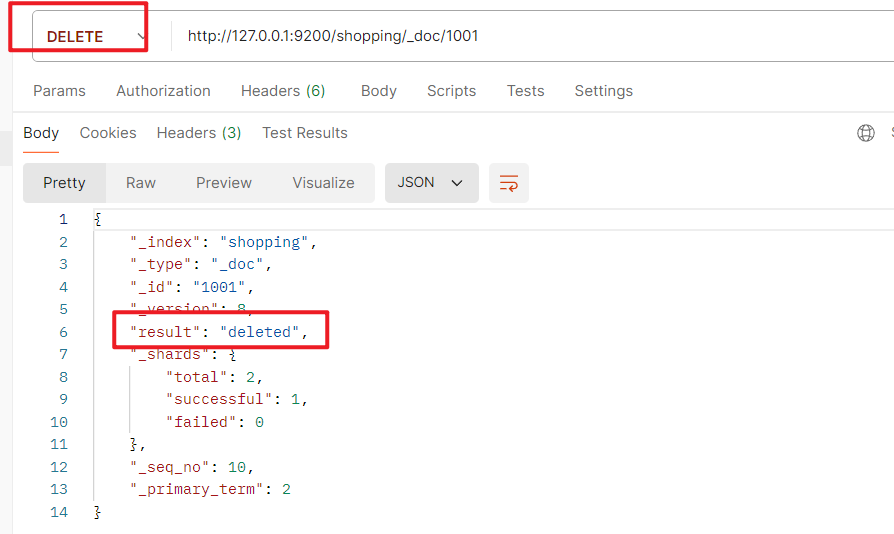 DELETE http://127.0.0.1:9200/shopping/_doc/1001
Params Authorization Headers (6) Body Scripts Tests Settings
Body Cookies Headers (3) Test Results
Pretty Raw Preview Visualize JSON
1 {
2 "_index": "shopping",
3 "_type": "_doc",
4 "_id": "1001",
5 "_version": 8,
6 "result": "deleted",
7 "_shards": {
8 "total": 2,
9 "successful": 1,
10 "failed": 0
11 },
12 "_seq_no": 10,
13 "_primary_term": 2
14 }